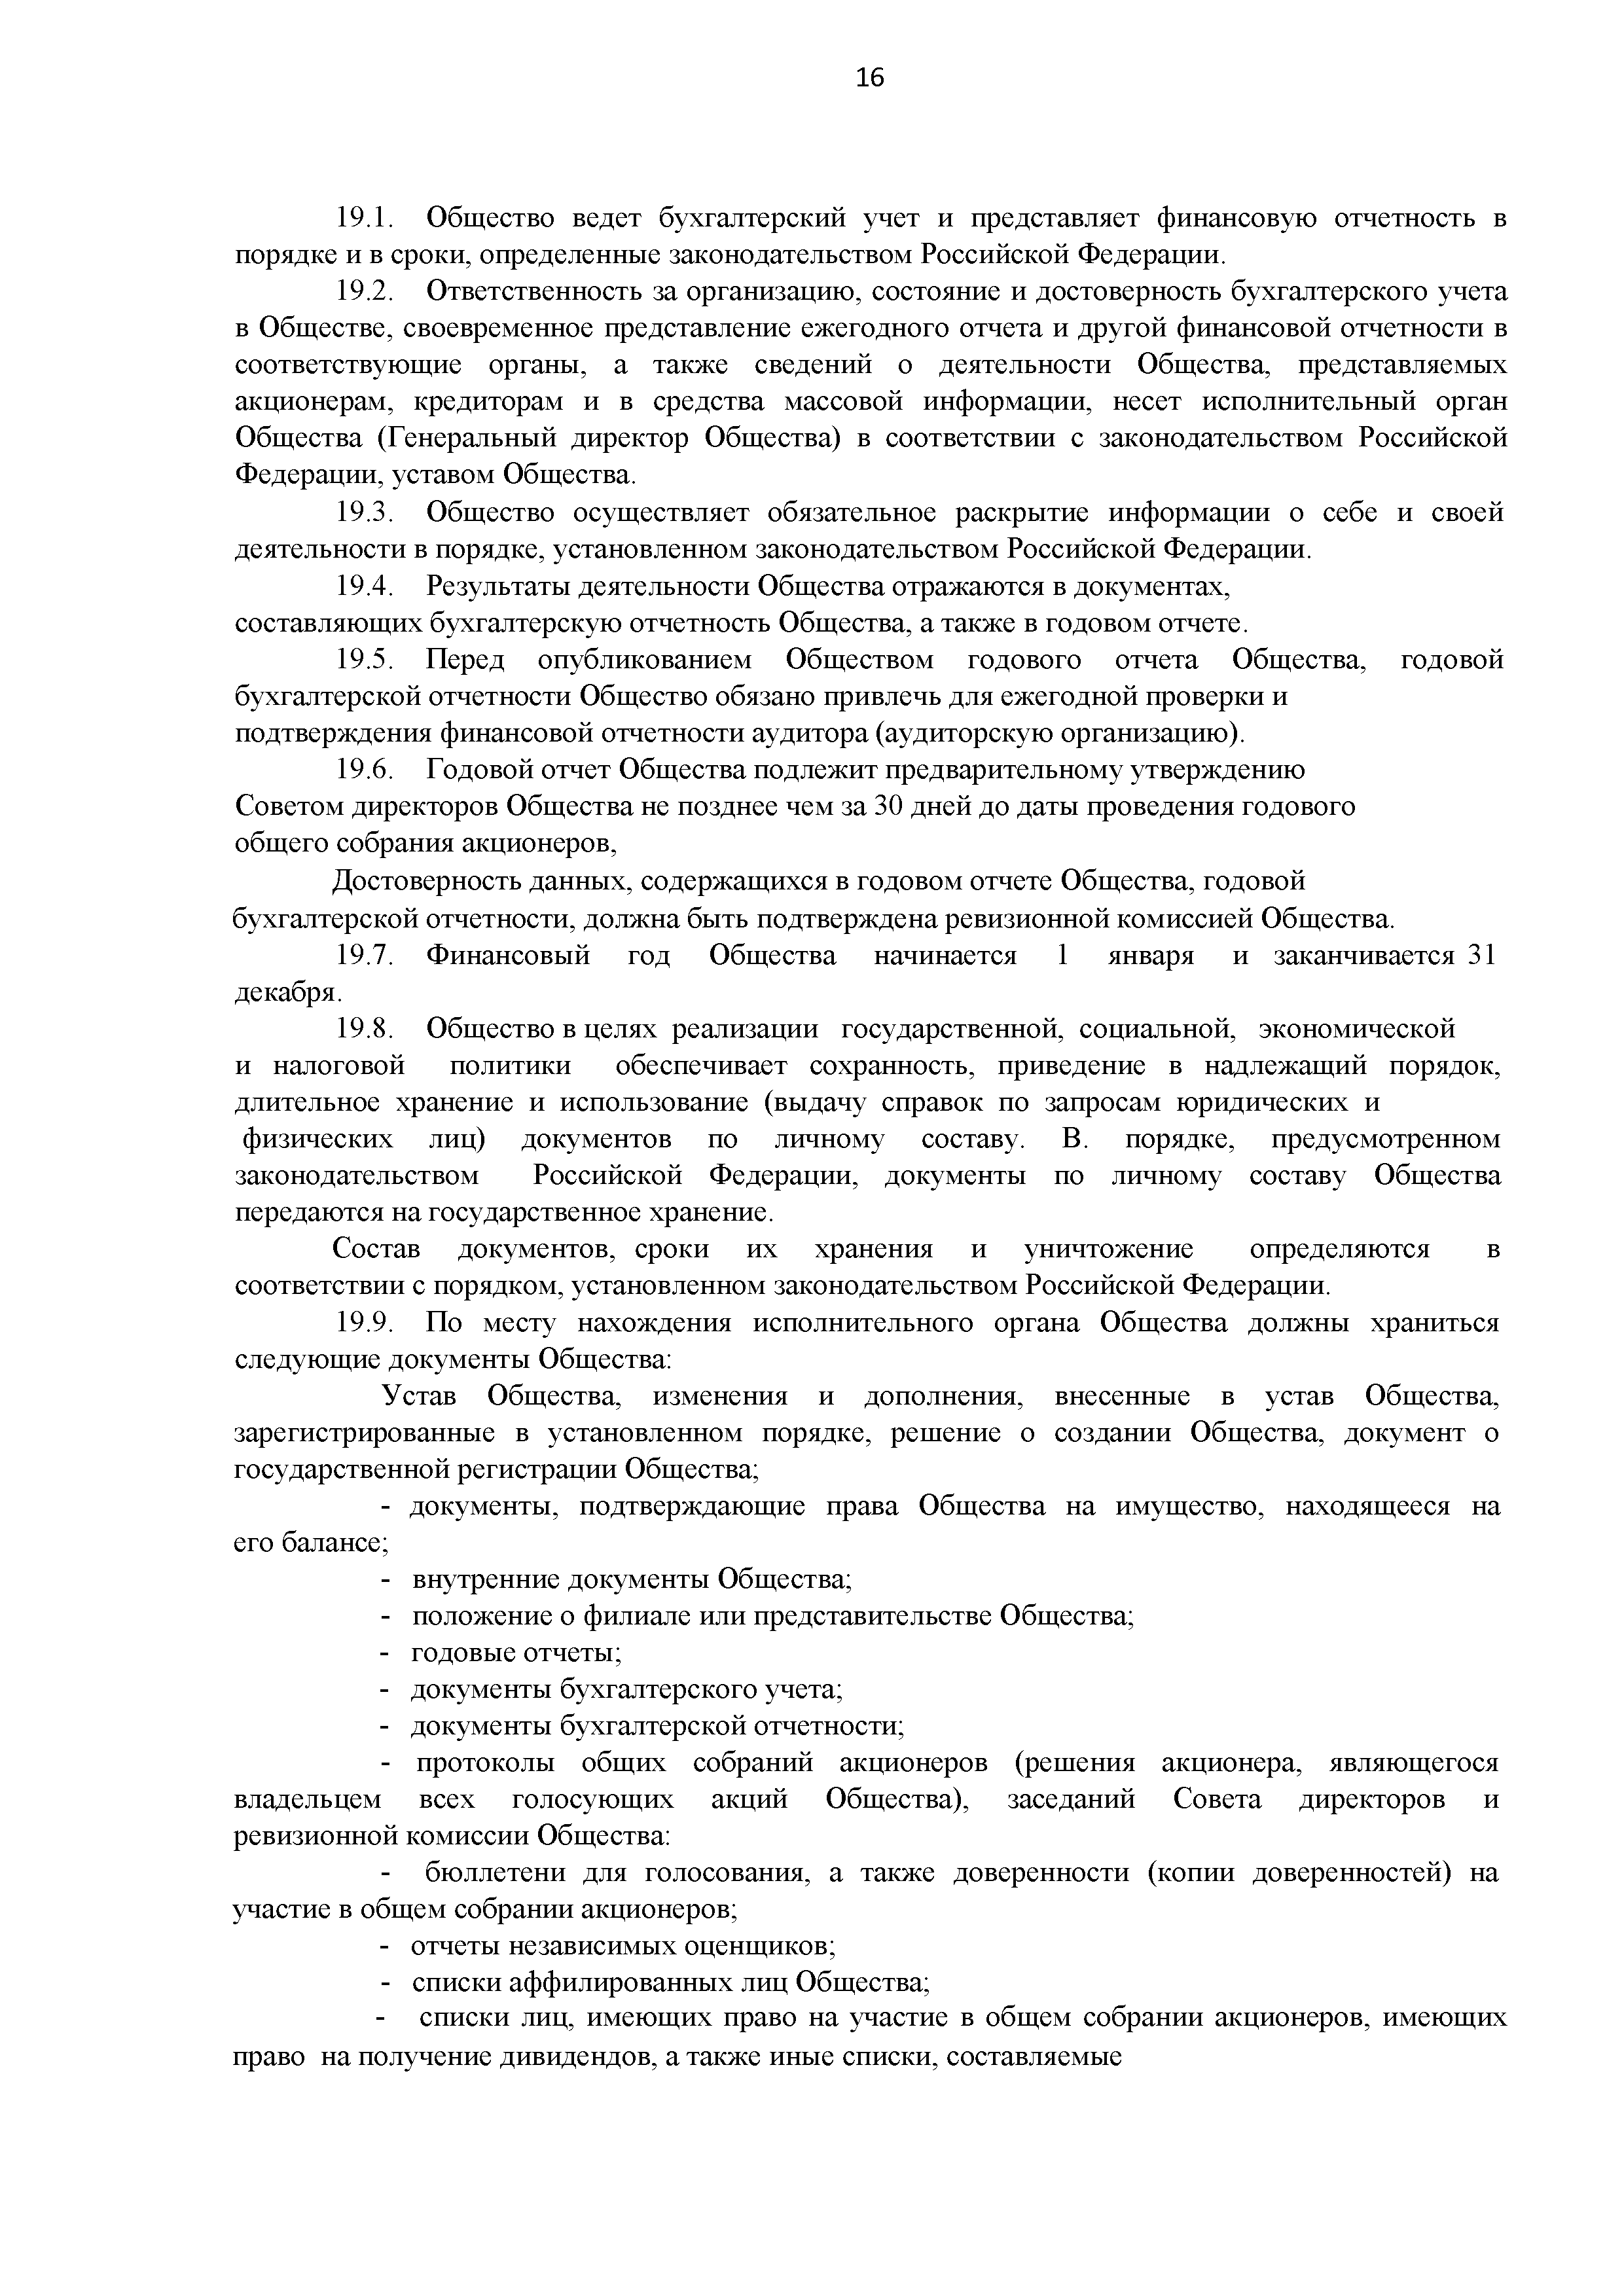 16
19.1. Общество ведет бухгалтерский учет и представляет финансовую отчетность в
порядке и в сроки, определенные законодательством Российской Федерации.
19.2. Ответственность за организацию, состояние и достоверность бухгалтерского учета
в Обществе, своевременное представление ежегодного отчета и другой финансовой отчетности в
соответствующие органы, а также сведений о деятельности Общества, представляемых
акционерам, кредиторам и в средства массовой информации, несет исполнительный орган
Общества (Генеральный директор Общества) в соответствии с законодательством Российской
Федерации, уставом Общества.
19.3. Общество осуществляет обязательное раскрытие информации о себе и своей
деятельности в порядке, установленном законодательством Российской Федерации.
19.4. Результаты деятельности Общества отражаются в документах,
составляющих бухгалтерскую отчетность Общества, а также в годовом отчете.
19.5. Перед опубликованием Обществом годового отчета Общества, годовой
бухгалтерской отчетности Общество обязано привлечь для ежегодной проверки и
подтверждения финансовой отчетности аудитора (аудиторскую организацию).
19.6. Годовой отчет Общества подлежит предварительному утверждению
Советом директоров Общества не позднее чем за 30 дней до даты проведения годового
общего собрания акционеров,
Достоверность данных, содержащихся в годовом отчете Общества, годовой
бухгалтерской отчетности, должна быть подтверждена ревизионной комиссией Общества.
19.7. Финансовый год Общества начинается 1 января и заканчивается 31
декабря.
19.8. Общество в целях реализации государственной, социальной, экономической
и налоговой политики обеспечивает сохранность, приведение в надлежащий порядок,
длительное хранение и использование (выдачу справок по запросам юридических и
физических лиц) документов по личному составу. В. порядке, предусмотренном
законодательством Российской Федерации, документы по личному составу Общества
передаются на государственное хранение.
Состав документов, сроки их хранения и уничтожение определяются в
соответствии с порядком, установленном законодательством Российской Федерации.
19.9. По месту нахождения исполнительного органа Общества должны храниться
следующие документы Общества:
Устав Общества, изменения и дополнения, внесенные в устав Общества,
зарегистрированные в установленном порядке, решение о создании Общества, документ о
государственной регистрации Общества;
- документы, подтверждающие права Общества на имущество, находящееся на
его балансе;
- внутренние документы Общества;
- положение о филиале или представительстве Общества;
- годовые отчеты;
- документы бухгалтерского учета;
- документы бухгалтерской отчетности;
- протоколы общих собраний акционеров (решения акционера, являющегося
владельцем всех голосующих акций Общества), заседаний Совета директоров и
ревизионной комиссии Общества:
- бюллетени для голосования, а также доверенности (копии доверенностей) на
участие в общем собрании акционеров;
- отчеты независимых оценщиков;
- списки аффилированных лиц Общества;
- списки лиц, имеющих право на участие в общем собрании акционеров, имеющих
право на получение дивидендов, а также иные списки, составляемые